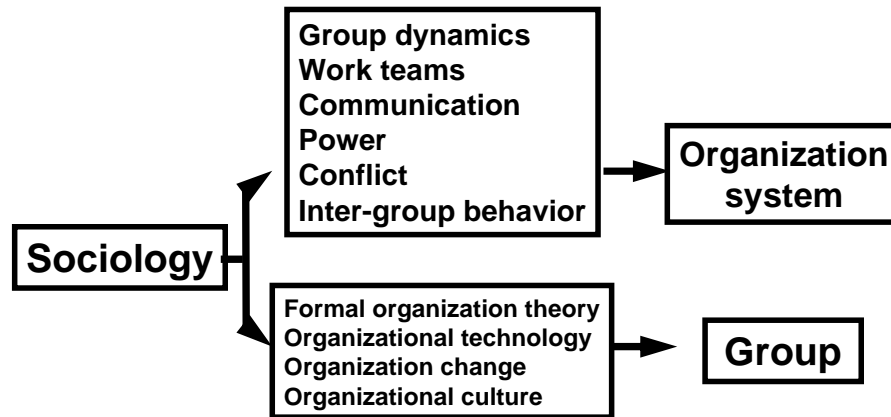 Sociology
Group dynamics
Work teams
Communication
Power
Conflict
Inter-group behavior
Organization
system
Formal organization theory
Organizational technology
Organization change
Organizational culture
Group